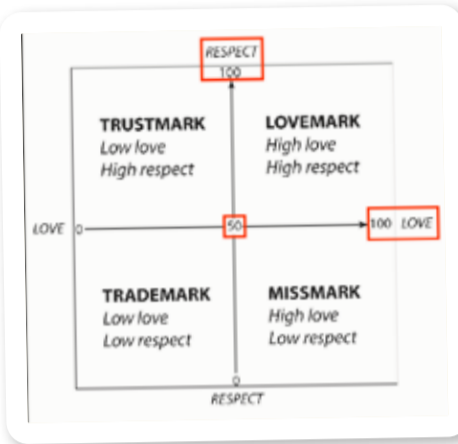 RESPECT
100
TRUSTMARK
Low love
High respect
LOVEMARK
High love
High respect
LOVE 0
50
100 LOVE
TRADEMARK
Low love
Low respect
MISSMARK
High love
Low respect
0
RESPECT